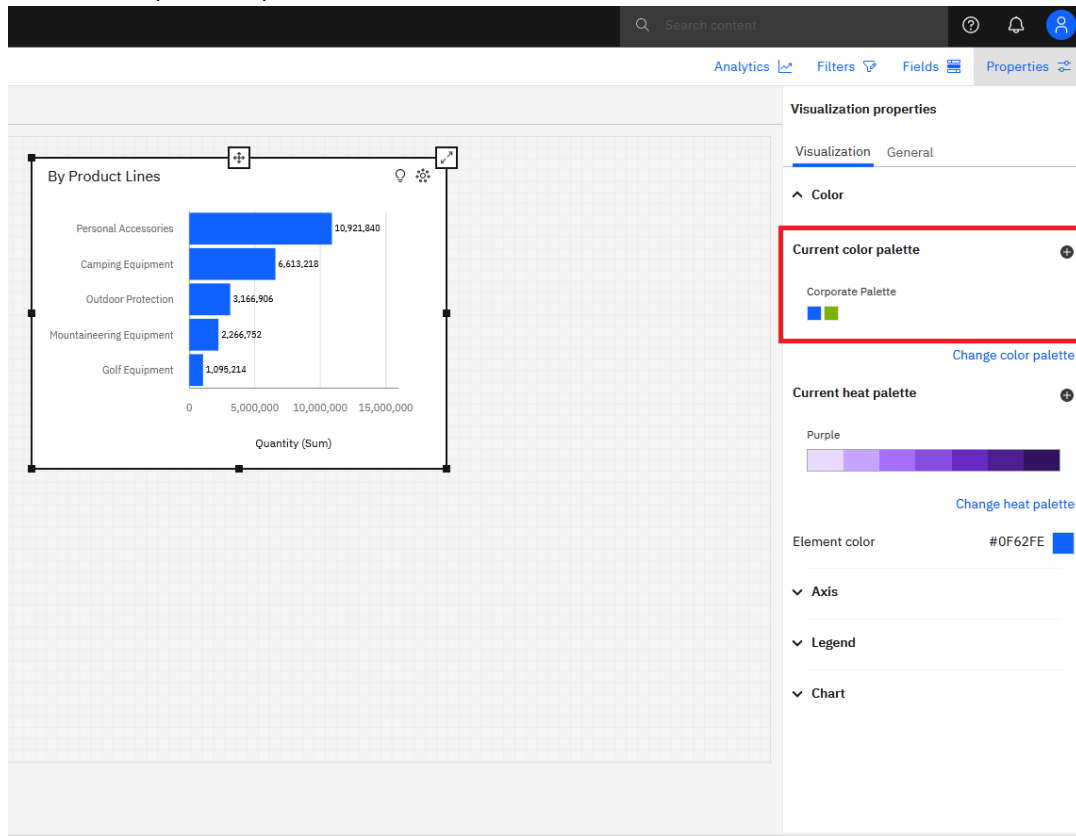 Search content
Analytics Filters Fields Properties
Visualization properties
Visualization General
Color
Current color palette
Corporate Palette
Change color palette
Current heat palette
Purple
Change heat palette
Element color #0F62FE
Axis
Legend
Chart
By Product Lines
Personal Accessories 10,921,840
Camping Equipment 6,613,218
Outdoor Protection 3,166,906
Mountaineering Equipment 2,266,752
Golf Equipment 1,095,214
0 5,000,000 10,000,000 15,000,000
Quantity (Sum)